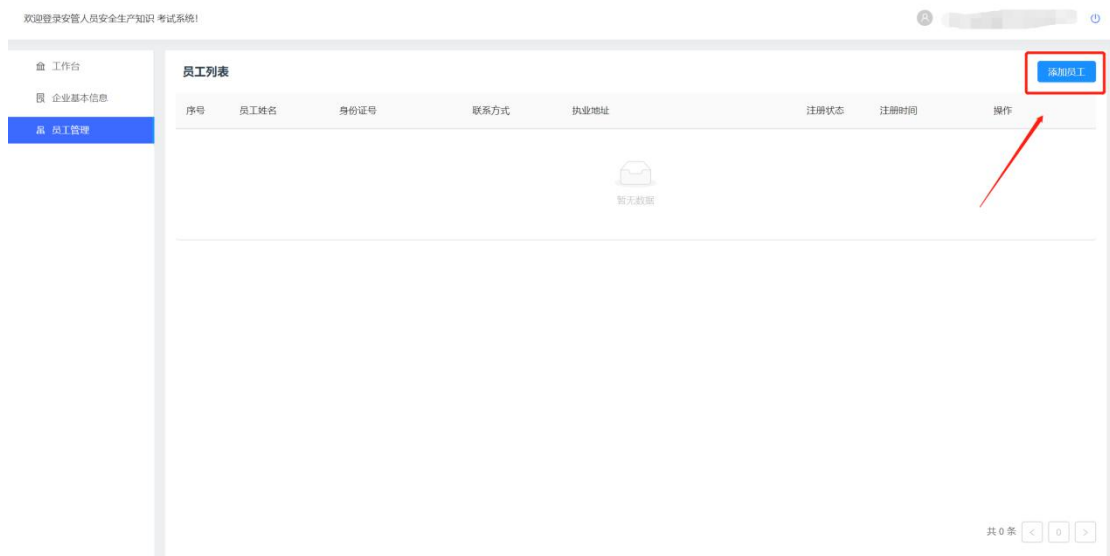 欢迎登录安管人员安全生产知识 考试系统!
工作台
企业基本信息
员工管理
员工列表
添加员工
序号 员工姓名 身份证号 联系方式 执业地址 注册状态 注册时间 操作
暂无数据
共 0 条 < 0 >